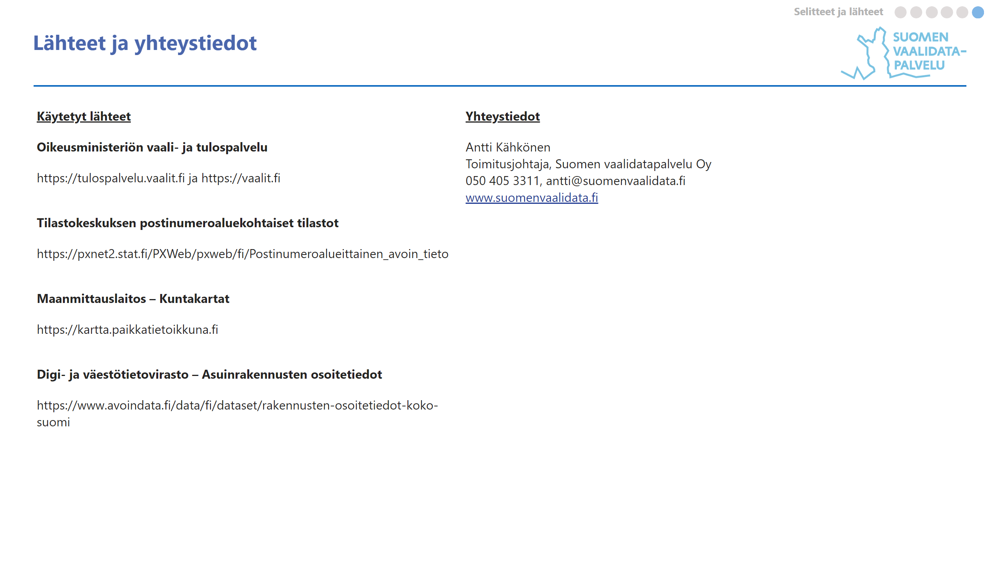 Selitteet ja lähteet
SUOMEN
VAALIDATA-
PALVELU
Lähteet ja yhteystiedot
Käytetyt lähteet
Oikeusministeriön vaali- ja tulospalvelu
https://tulospalvelu.vaalit.fi ja https://vaalit.fi
Tilastokeskuksen postinumeroaluekohtaiset tilastot
https://pxnet2.stat.fi/PXWeb/pxweb/fi/Postinumeroalueittainen_avoin_tieto
Maanmittauslaitos – Kuntakartat
https://kartta.paikkatietoikkuna.fi
Digi- ja väestötietovirasto – Asuinrakennusten osoitetiedot
https://www.avoindata.fi/data/fi/dataset/rakennusten-osoitetiedot-koko-
suomi
Yhteystiedot
Antti Kähkönen
Toimitusjohtaja, Suomen vaalidatapalvelu Oy
050 405 3311, antti@suomenvaalidata.fi
www.suomenvaalidata.fi